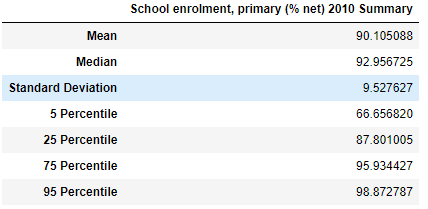 School enrolment, primary (% net) 2010 Summary
Mean 90.105088
Median 92.956725
Standard Deviation 9.527627
5 Percentile 66.656820
25 Percentile 87.801005
75 Percentile 95.934427
95 Percentile 98.872787